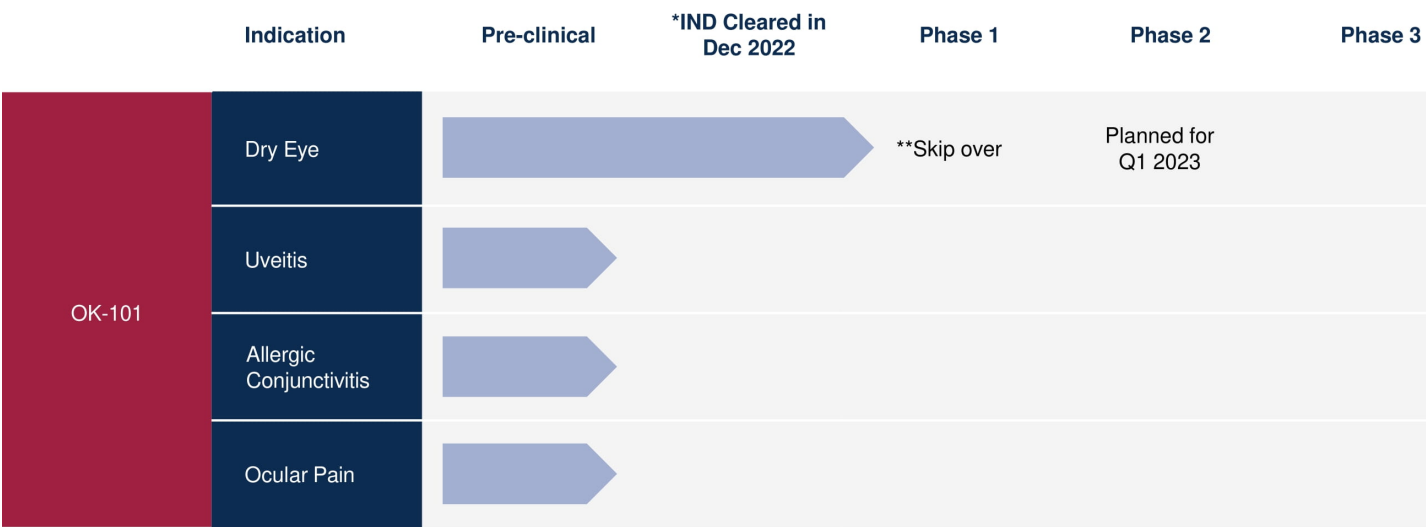 Indication
Pre-clinical
*IND Cleared in
Dec 2022
Phase 1
Phase 2
Phase 3
OK-101
Dry Eye
**Skip over
Planned for
Q1 2023
Uveitis
Allergic
Conjunctivitis
Ocular Pain